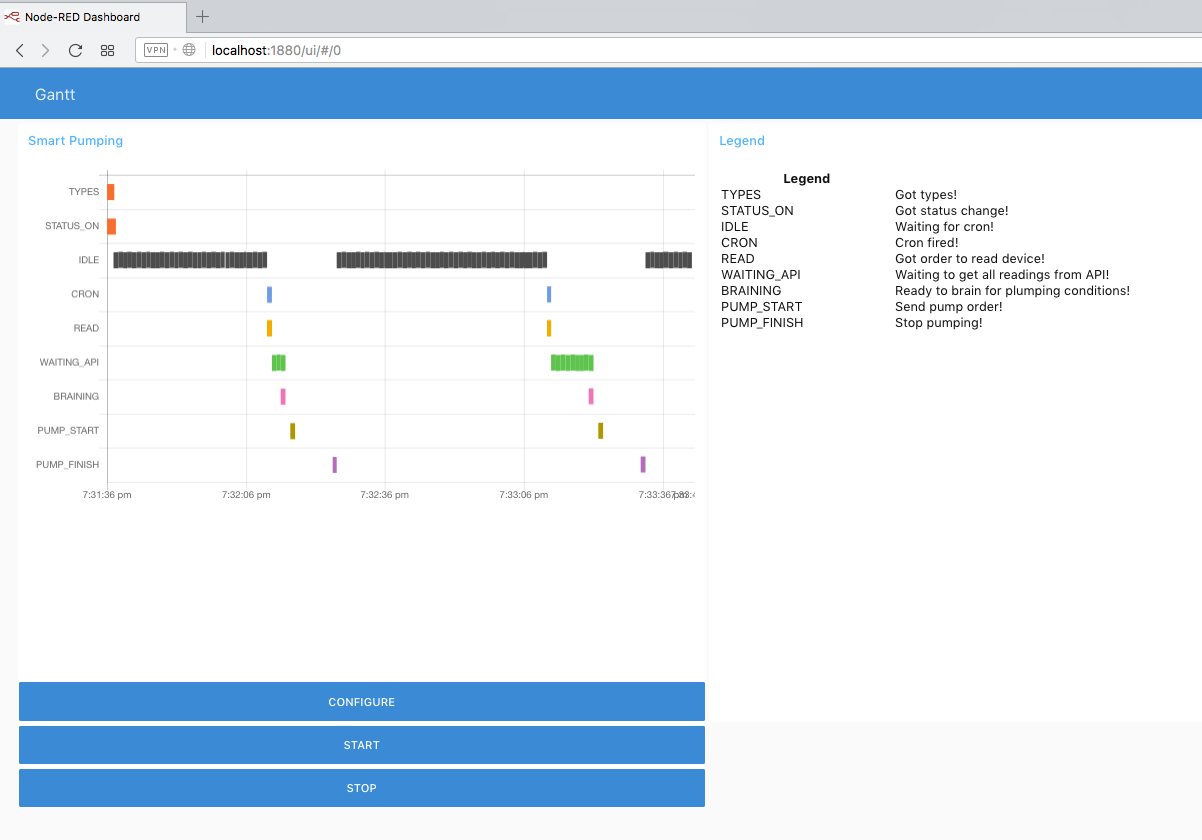 Node-RED Dashboard
VPN localhost:1880/ui/#/0
Gantt
Smart Pumping
TYPES
STATUS_ON
IDLE
CRON
READ
WAITING_API
BRAINING
PUMP_START
PUMP_FINISH
7:31:36 pm 7:32:06 pm 7:32:36 pm 7:33:06 pm 7:33:36
CONFIGURE
START
STOP
Legend
Legend
TYPES Got types!
STATUS_ON Got status change!
IDLE Waiting for cron!
CRON Cron fired!
READ Got order to read device!
WAITING_API Waiting to get all readings from API!
BRAINING Ready to brain for plumping conditions!
PUMP_START Send pump order!
PUMP_FINISH Stop pumping!